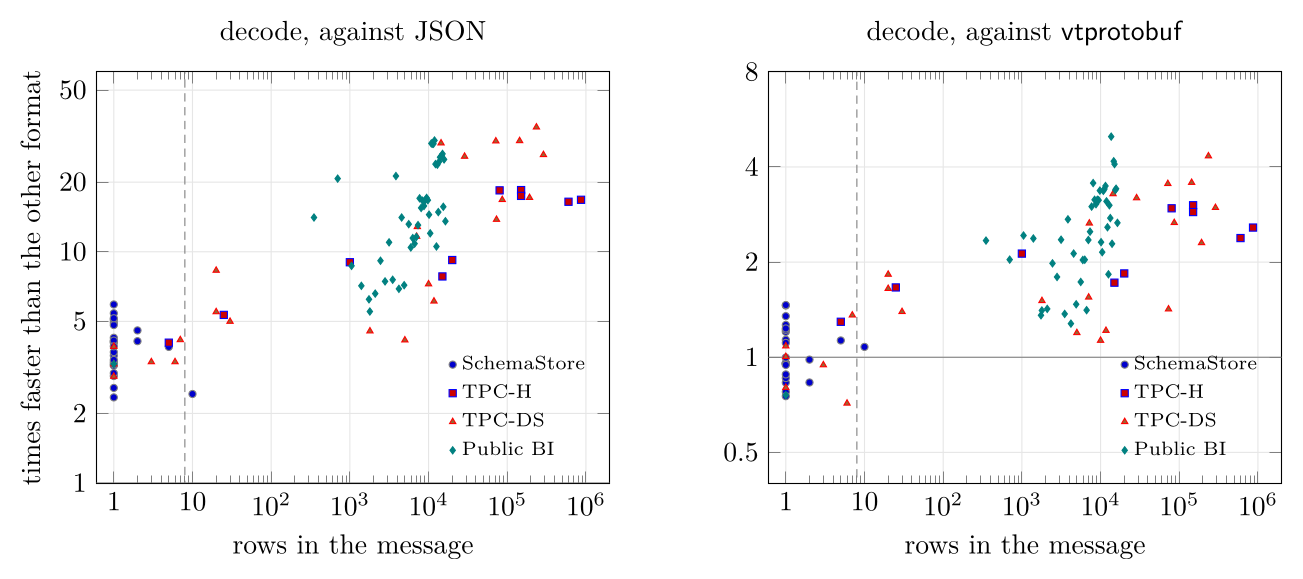 decode, against JSON
times faster than the other format
50
20
10
5
2
1
1
10
10²
10³
10⁴
10⁵
10⁶
rows in the message
SchemaStore
TPC-H
TPC-DS
Public BI
decode, against vtprotobuf
8
4
2
1
0.5
1
10
10²
10³
10⁴
10⁵
10⁶
rows in the message
SchemaStore
TPC-H
TPC-DS
Public BI